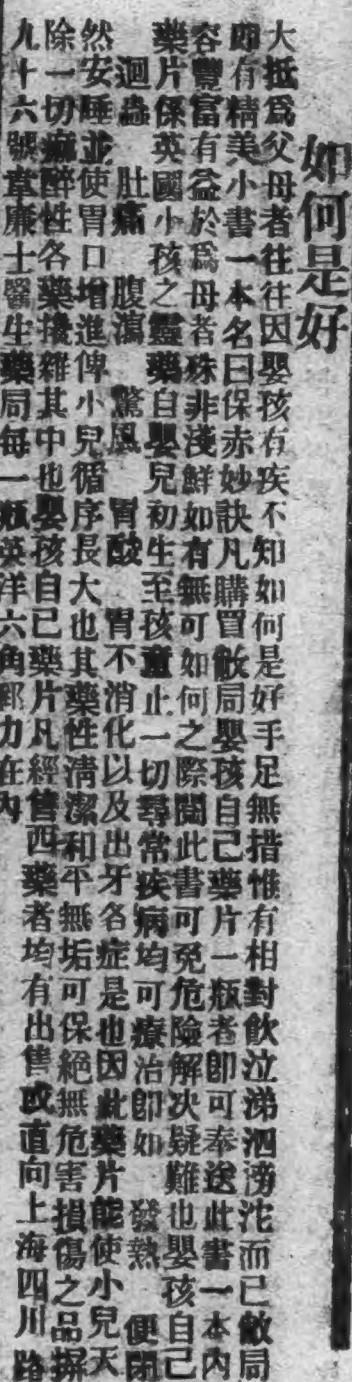 如何是好
大抵爲父母者往往因嬰孩有疾不知如何是好手足無措惟有相對飲泣涕泗滂沱而已敝局
即有精美小書一本名曰保赤妙訣凡購買敝局嬰孩自己藥片一瓶者即可奉送此書一本內
容豐富有益於爲母者殊非淺鮮如有無可如何之際閱此書可免危險解决疑難也嬰孩自己
藥片係英國小孩之靈藥自嬰兒初生至孩童止一切尋常疾病均可療治即如 發熱 便閉
迴蟲 肚痛 腹瀉 驚風 胃酸 胃不消化以及出牙各症是也因此藥片能使小兒天
然安睡並使胃口增進俾小兒循序長大也其藥性淸潔和平無垢可保絕無危害損傷之品摒
除一切痲醉性各藥攙雜其中也嬰孩自己藥片凡經售西藥者均有出售或直向上海四川路
九十六號韋廉士醫生藥局每一瓶英洋六角郵力在內